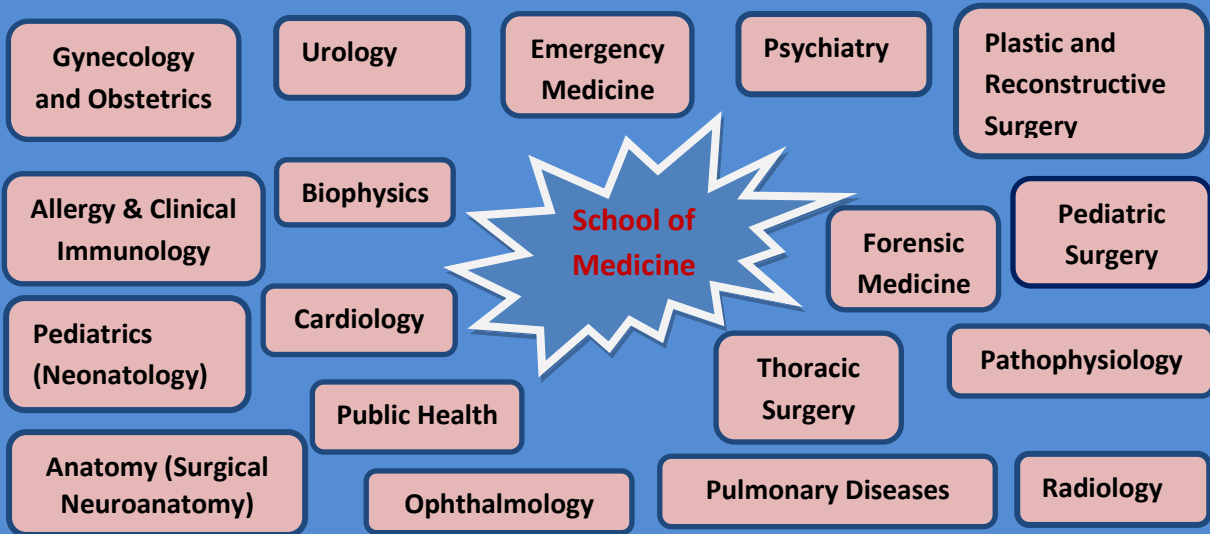 Gynecology
and Obstetrics
Urology
Emergency
Medicine
Psychiatry
Plastic and
Reconstructive
Surgery
Allergy & Clinical
Immunology
Biophysics
School of
Medicine
Forensic
Medicine
Pediatric
Surgery
Pediatrics
(Neonatology)
Cardiology
Thoracic
Surgery
Pathophysiology
Public Health
Anatomy (Surgical
Neuroanatomy)
Ophthalmology
Pulmonary Diseases
Radiology